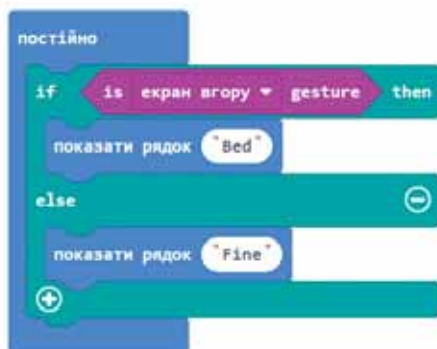 постійно
if is екран вгору gesture then
показати рядок "Bed"
else
показати рядок "Fine"